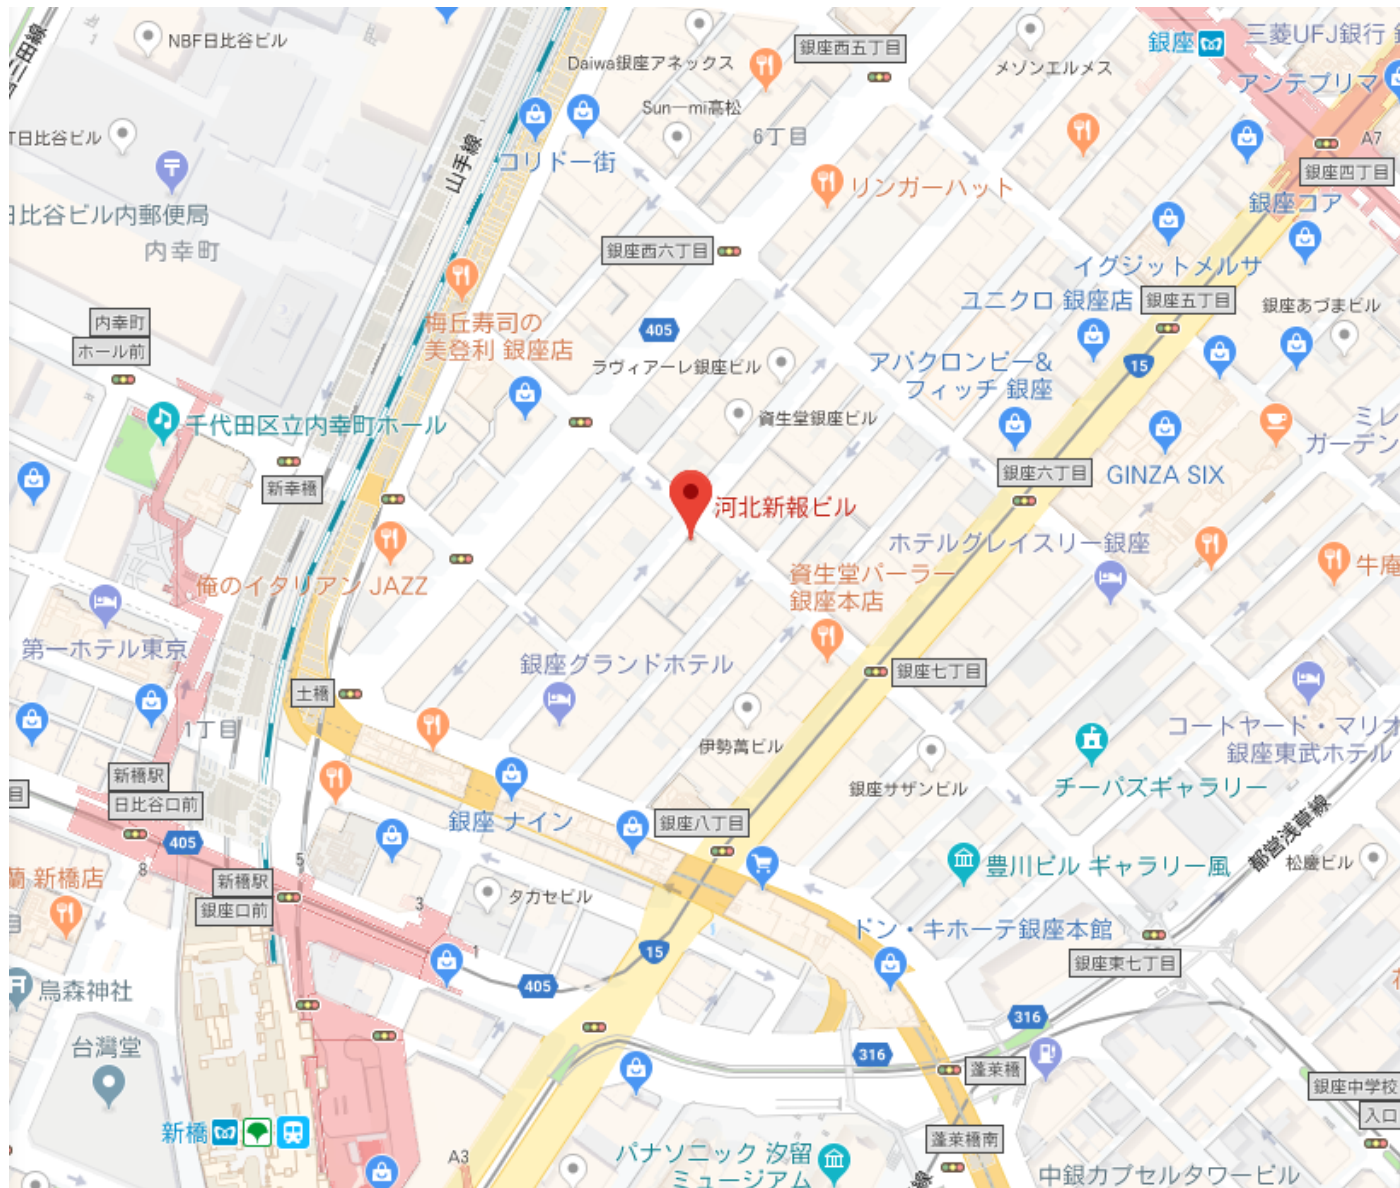 三田線
NBF日比谷ビル
Daiwa銀座アネックス
銀座西五丁目
メゾンエルメス
銀座
三菱UFJ銀行
アンテプリマ
日比谷ビル
山手線
コリドー街
Sun－mi高松
6丁目
A7
銀座四丁目
リンガーハット
銀座コア
日比谷ビル内郵便局
内幸町
銀座西六丁目
イグジットメルサ
ユニクロ 銀座店
銀座五丁目
銀座あづまビル
内幸町
ホール前
梅丘寿司の
美登利 銀座店
405
ラヴィアーレ銀座ビル
アバクロンビー&
フィッチ 銀座
15
千代田区立内幸町ホール
資生堂銀座ビル
ミレ
ガーデン
銀座六丁目
GINZA SIX
新幸橋
河北新報ビル
ホテルグレイスリー銀座
俺のイタリアン JAZZ
資生堂パーラー
銀座本店
牛庵
第一ホテル東京
銀座グランドホテル
銀座七丁目
土橋
1丁目
伊勢萬ビル
コートヤード・マリオ
銀座東武ホテル
新橋駅
日比谷口前
目
銀座サザンビル
チーパズギャラリー
銀座 ナイン
銀座八丁目
都営浅草線
405
8
5
豊川ビル ギャラリー風
松慶ビル
蘭 新橋店
新橋駅
銀座口前
タカセビル
3
1
ドン・キホーテ銀座本館
目
15
銀座東七丁目
烏森神社
405
316
台灣堂
316
蓬莱橋
銀座中学校
入口
新橋
蓬莱橋南
A3
パナソニック 汐留
ミュージアム
線
中銀カプセルタワービル